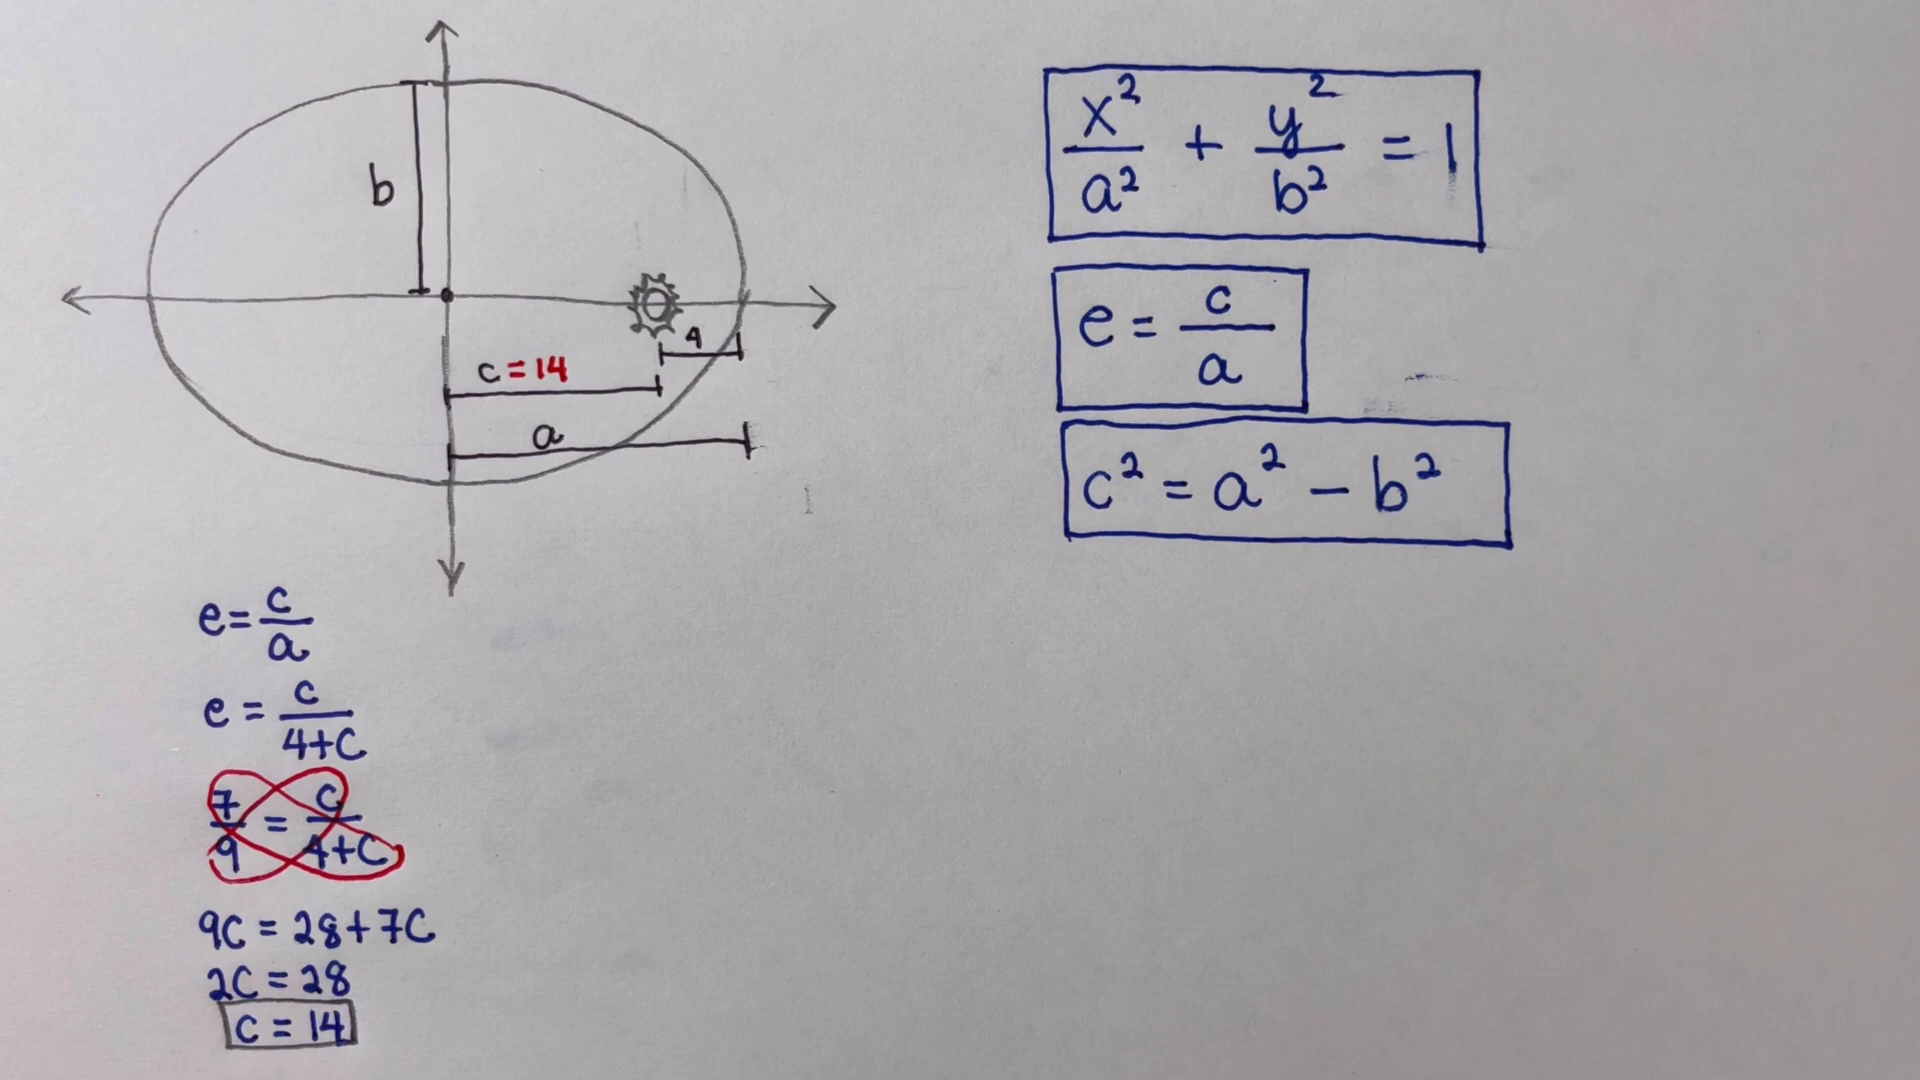 b
4
c = 14
a
x²/a² + y²/b² = 1
e = c/a
c² = a² - b²
e = c/a
e = c/4+C
7/9 = C/4+C
9C = 28+7C
2C = 28
C = 14